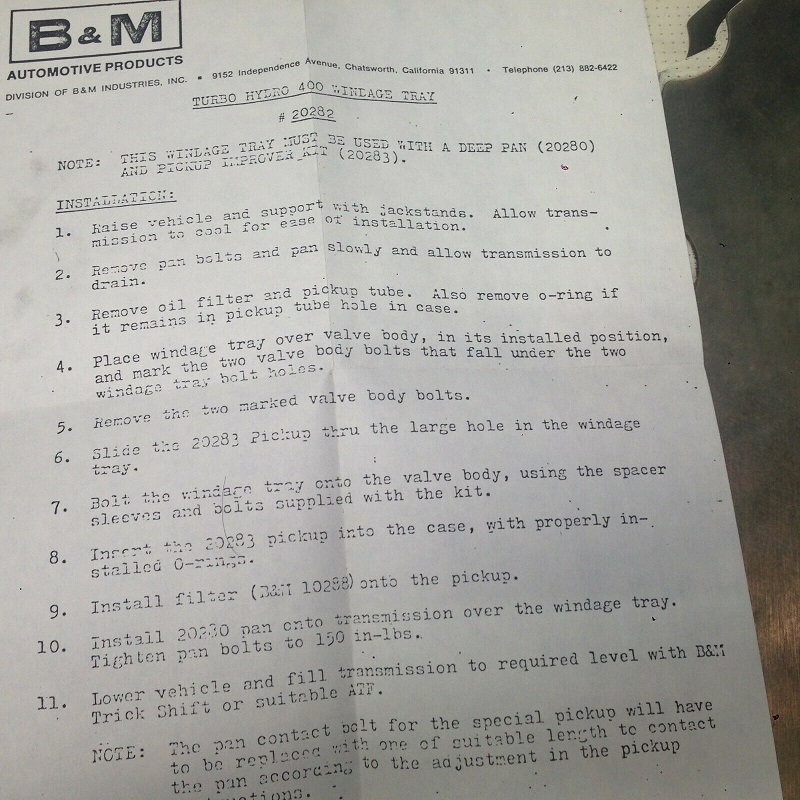 B&M
AUTOMOTIVE PRODUCTS
DIVISION OF B&M INDUSTRIES, INC. • 9152 Independence Avenue, Chatsworth, California 91311 • Telephone (213) 882-6422
TURBO HYDRO 400 WINDAGE TRAY
# 20282
NOTE: THIS WINDAGE TRAY MUST BE USED WITH A DEEP PAN (20280)
AND PICKUP IMPROVER KIT (20283).
INSTALLATION:
1. Raise vehicle and support with jackstands. Allow trans-
mission to cool for ease of installation.
2. Remove pan bolts and pan slowly and allow transmission to
drain.
3. Remove oil filter and pickup tube. Also remove o-ring if
it remains in pickup tube hole in case.
4. Place windage tray over valve body, in its installed position,
and mark the two valve body bolts that fall under the two
windage tray bolt holes.
5. Remove the two marked valve body bolts.
6. Slide the 20283 Pickup thru the large hole in the windage
tray.
7. Bolt the windage tray onto the valve body, using the spacer
sleeves and bolts supplied with the kit.
8. Insert the 20283 pickup into the case, with properly in-
stalled O-rings.
9. Install filter (B&M 10288) onto the pickup.
10. Install 20280 pan onto transmission over the windage tray.
Tighten pan bolts to 150 in-lbs.
11. Lower vehicle and fill transmission to required level with B&M
Trick Shift or suitable ATF.
NOTE: The pan contact bolt for the special pickup will have
to be replaced with one of suitable length to contact
the pan according to the adjustment in the pickup